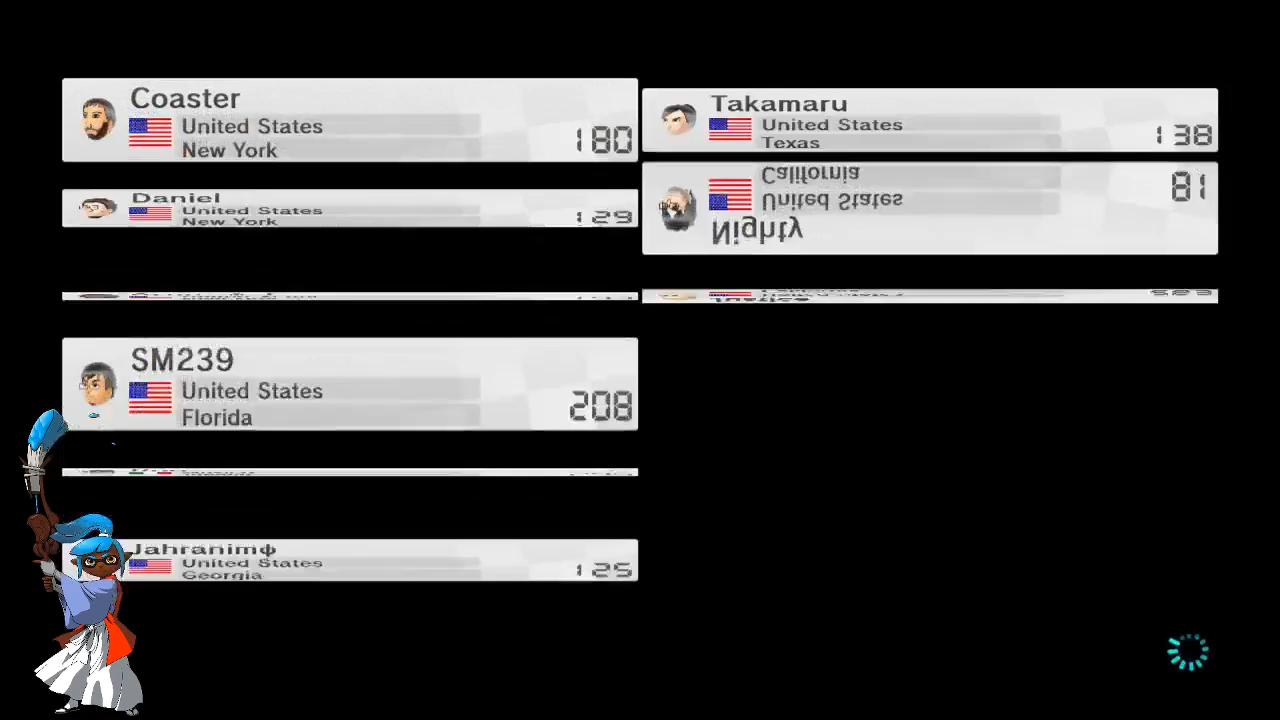 Coaster
United States
New York
180
Takamaru
United States
Texas
138
Daniel
United States
New York
129
California
United States
Nighty
81
SM239
United States
Florida
208
Jahranimφ
United States
Georgia
125